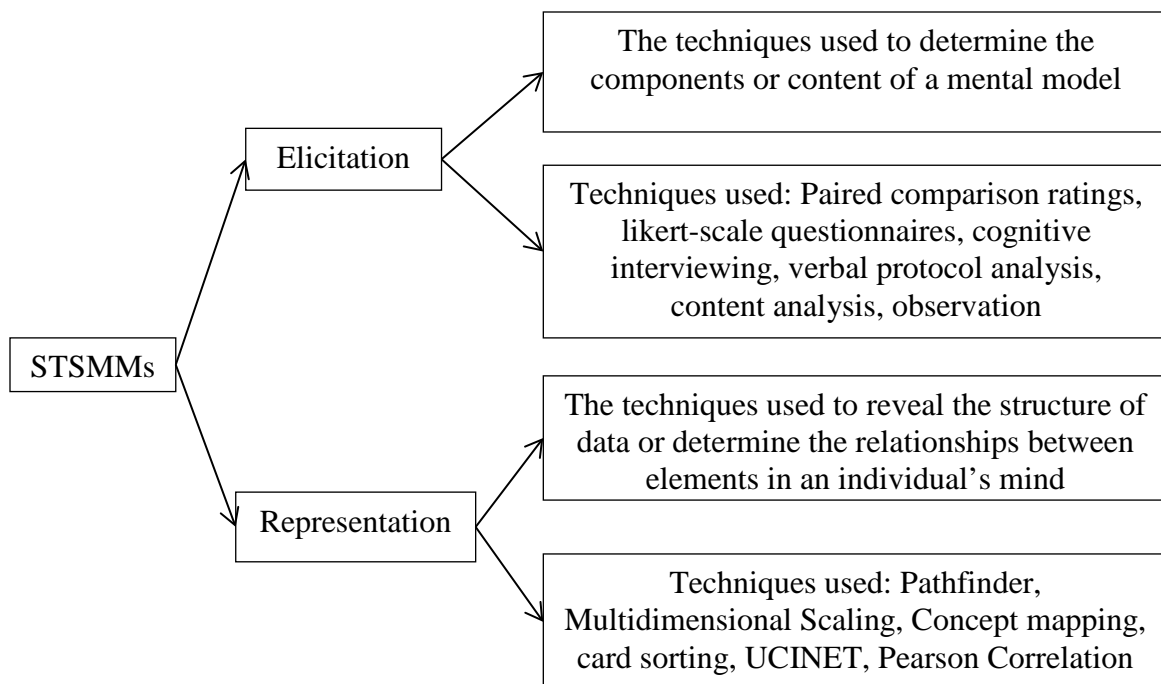 The techniques used to determine the
components or content of a mental model
Elicitation
Techniques used: Paired comparison ratings,
likert-scale questionnaires, cognitive
interviewing, verbal protocol analysis,
content analysis, observation
STSMMs
The techniques used to reveal the structure of
data or determine the relationships between
elements in an individual’s mind
Representation
Techniques used: Pathfinder,
Multidimensional Scaling, Concept mapping,
card sorting, UCINET, Pearson Correlation